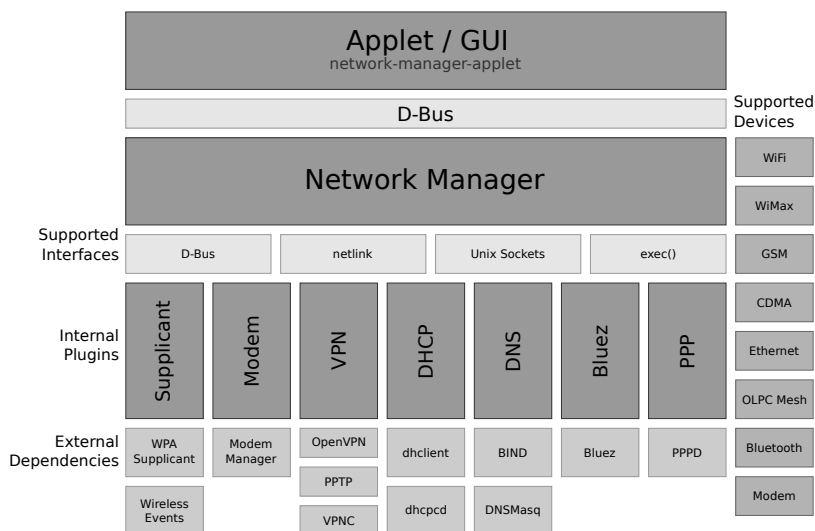 Applet / GUI
network-manager-applet
D-Bus
Supported
Devices
Network Manager
WiFi
WiMax
Supported
Interfaces
D-Bus
netlink
Unix Sockets
exec()
GSM
Internal
Plugins
Supplicant
Modem
VPN
DHCP
DNS
Bluez
PPP
CDMA
Ethernet
OLPC Mesh
External
Dependencies
WPA
Supplicant
Modem
Manager
OpenVPN
dhclient
BIND
Bluez
PPPD
Bluetooth
PPTP
Wireless
Events
VPNC
dhcpcd
DNSMasq
Modem